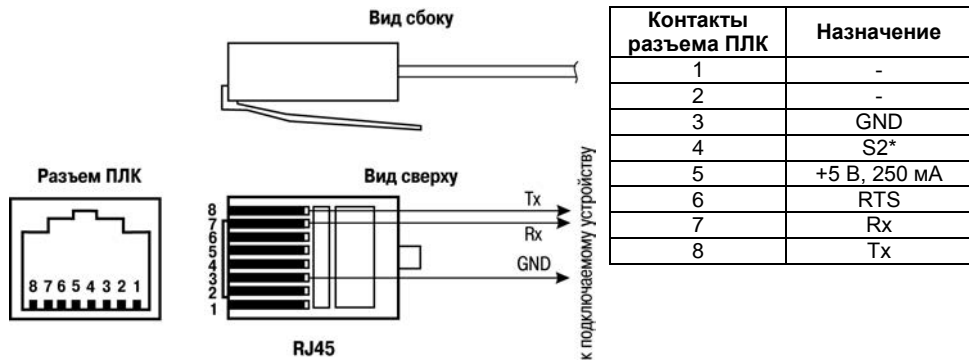 Вид сбоку
Разъем ПЛК
8 7 6 5 4 3 2 1
Вид сверху
8
7
6
5
4
3
2
1
Tx
Rx
GND
к подключаемому устройству
RJ45
Контакты разъема ПЛК Назначение
1 -
2 -
3 GND
4 S2*
5 +5 В, 250 мА
6 RTS
7 Rx
8 Tx